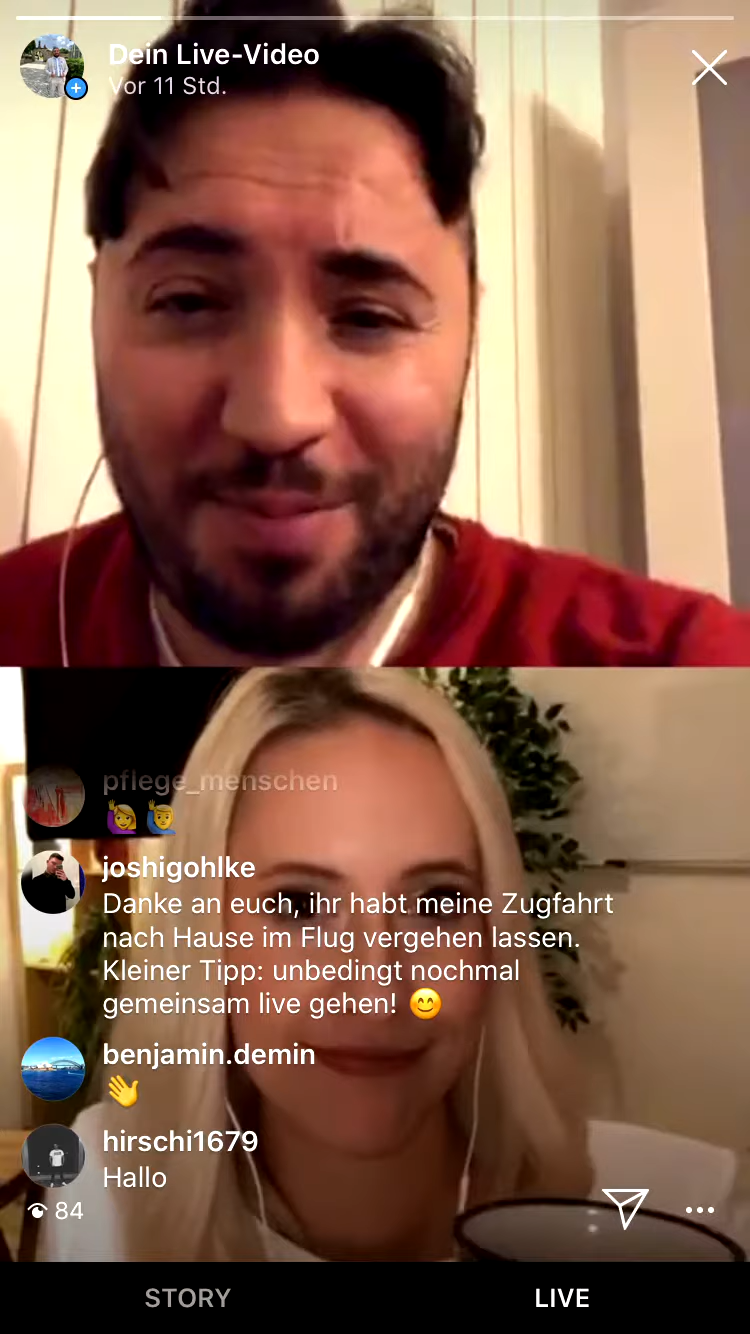 Dein Live-Video
Vor 11 Std.
pflege_menschen
🙋‍♀️ 🙋‍♂️
joshigohlke
Danke an euch, ihr habt meine Zugfahrt
nach Hause im Flug vergehen lassen.
Kleiner Tipp: unbedingt nochmal
gemeinsam live gehen! 😊
benjamin.demin
👋
hirschi1679
Hallo
84
STORY
LIVE